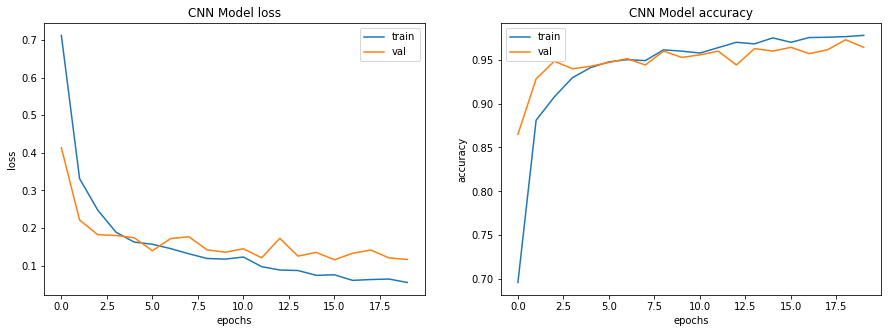 CNN Model loss
train
val
0.7
0.6
0.5
0.4
0.3
0.2
0.1
loss
0.0 2.5 5.0 7.5 10.0 12.5 15.0 17.5
epochs
CNN Model accuracy
train
val
0.95
0.90
0.85
0.80
0.75
0.70
accuracy
0.0 2.5 5.0 7.5 10.0 12.5 15.0 17.5
epochs